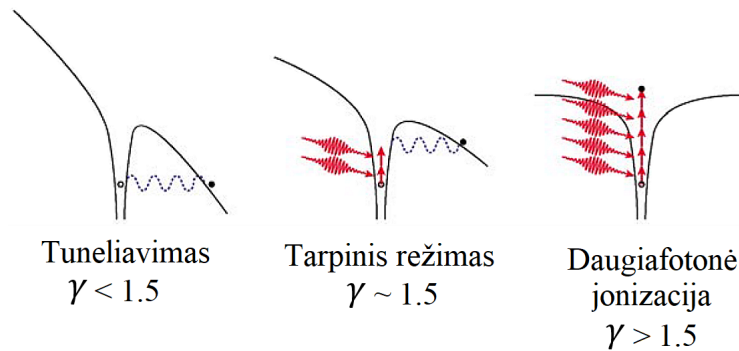 Tuneliavimas
γ < 1.5
Tarpinis režimas
γ ~ 1.5
Daugiafotonė
jonizacija
γ > 1.5